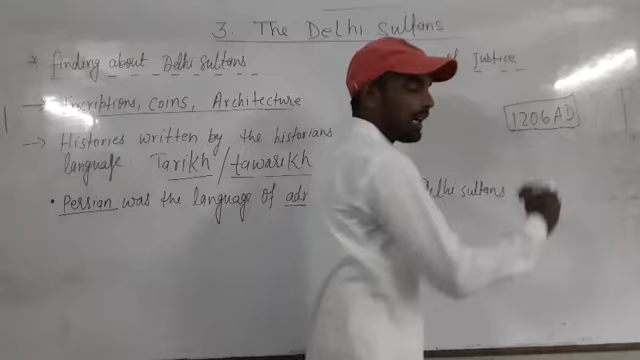 3. The Delhi Sultans
* Finding about Delhi Sultans of Justice
→ Inscriptions, Coins, Architecture
1206AD
→ Histories written by the historians
language. Tarikh/tawarikh
• Persian was the language of adr Delhi sultans